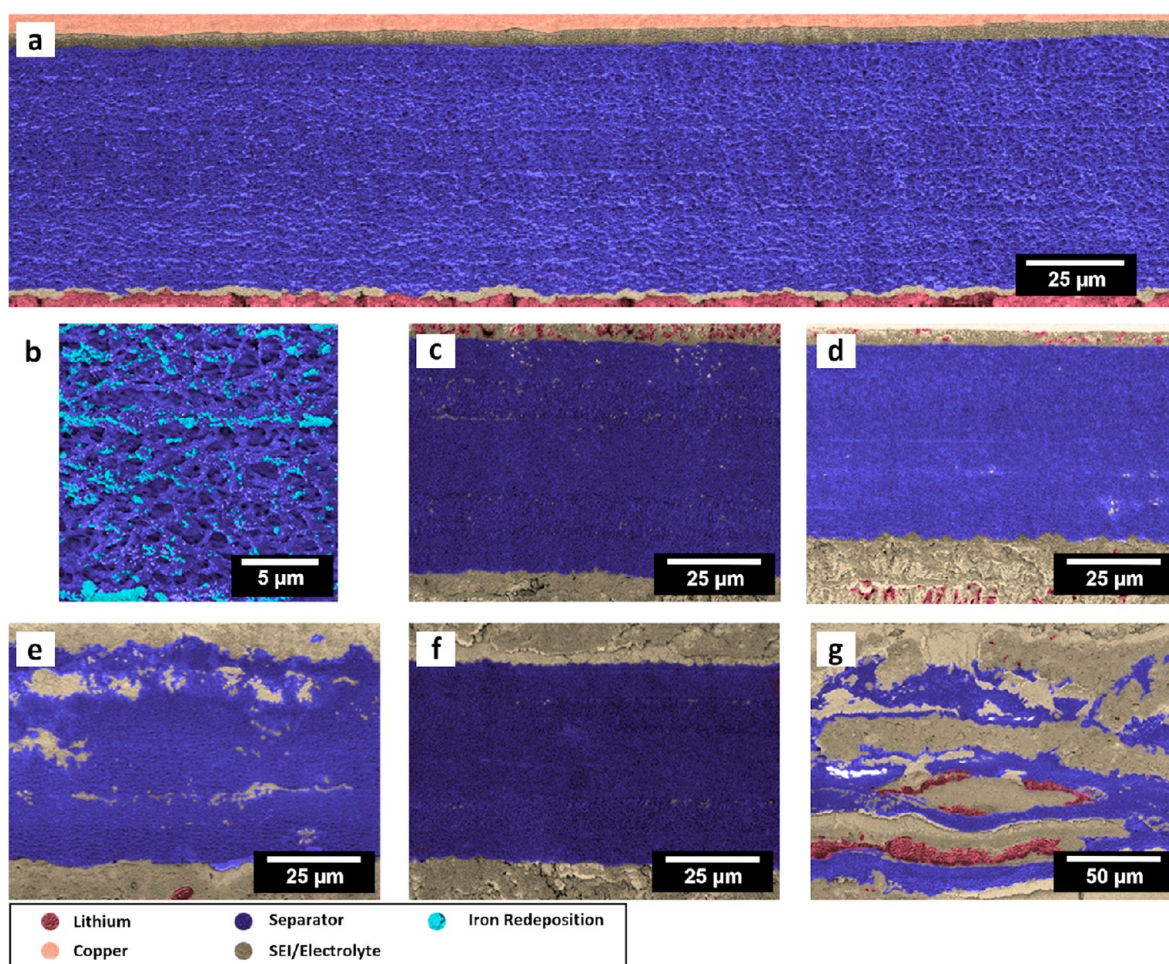 a
25 µm
b
c
d
5 µm
25 µm
25 µm
e
f
g
25 µm
25 µm
50 µm
Lithium
Separator
Iron Redeposition
Copper
SEI/Electrolyte